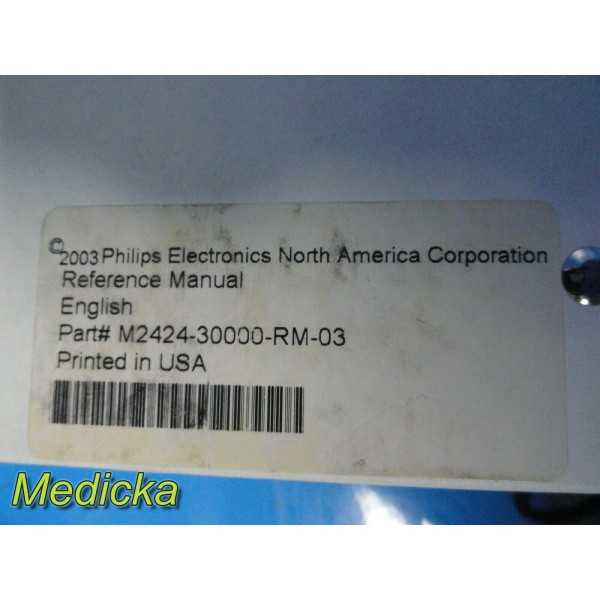 ©2003 Philips Electronics North America Corporation
Reference Manual
English
Part# M2424-30000-RM-03
Printed in USA
Medicka